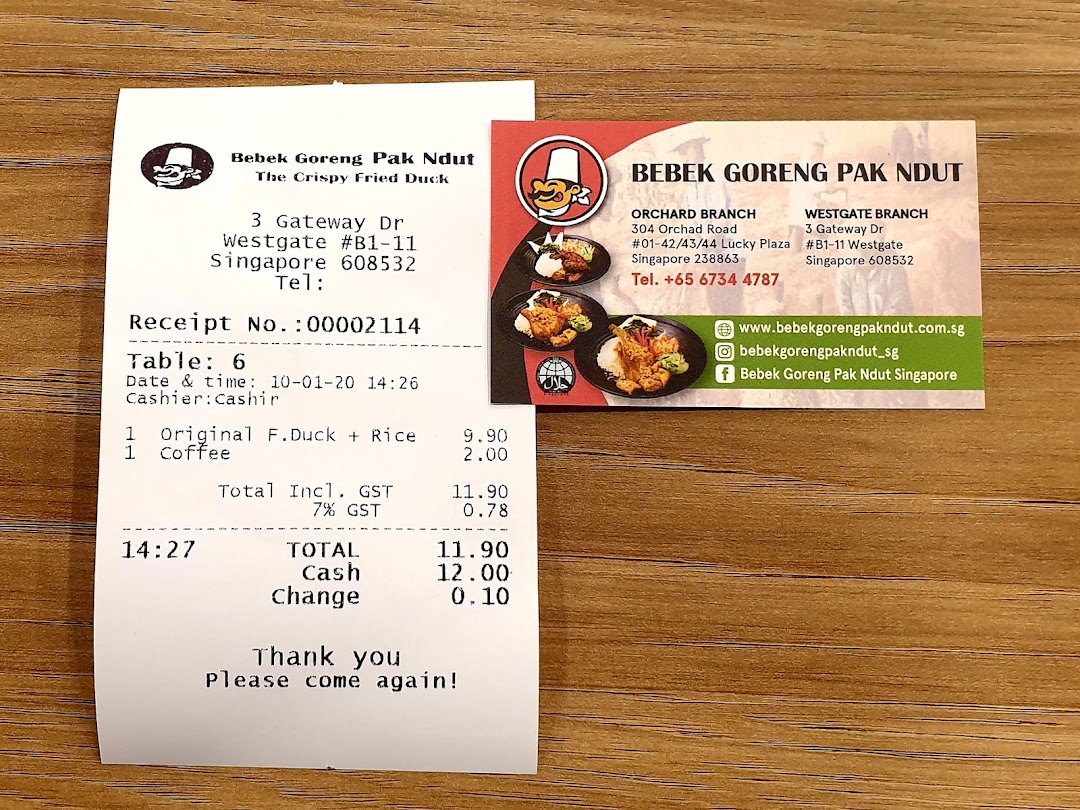 Bebek Goreng Pak Ndut
The Crispy Fried Duck
3 Gateway Dr
Westgate #B1-11
Singapore 608532
Tel:
Receipt No.:00002114
Table: 6
Date & time: 10-01-20 14:26
Cashier:Cashir
1 Original F.Duck + Rice 9.90
1 Coffee 2.00
Total Incl. GST 11.90
7% GST 0.78
14:27 TOTAL 11.90
Cash 12.00
Change 0.10
Thank you
Please come again!
BEBEK GORENG PAK NDUT
ORCHARD BRANCH
304 Orchad Road
#01-42/43/44 Lucky Plaza
Singapore 238863
Tel. +65 6734 4787
WESTGATE BRANCH
3 Gateway Dr
#B1-11 Westgate
Singapore 608532
www.bebekgorengpakndut.com.sg
bebekgorengpakndut_sg
Bebek Goreng Pak Ndut Singapore